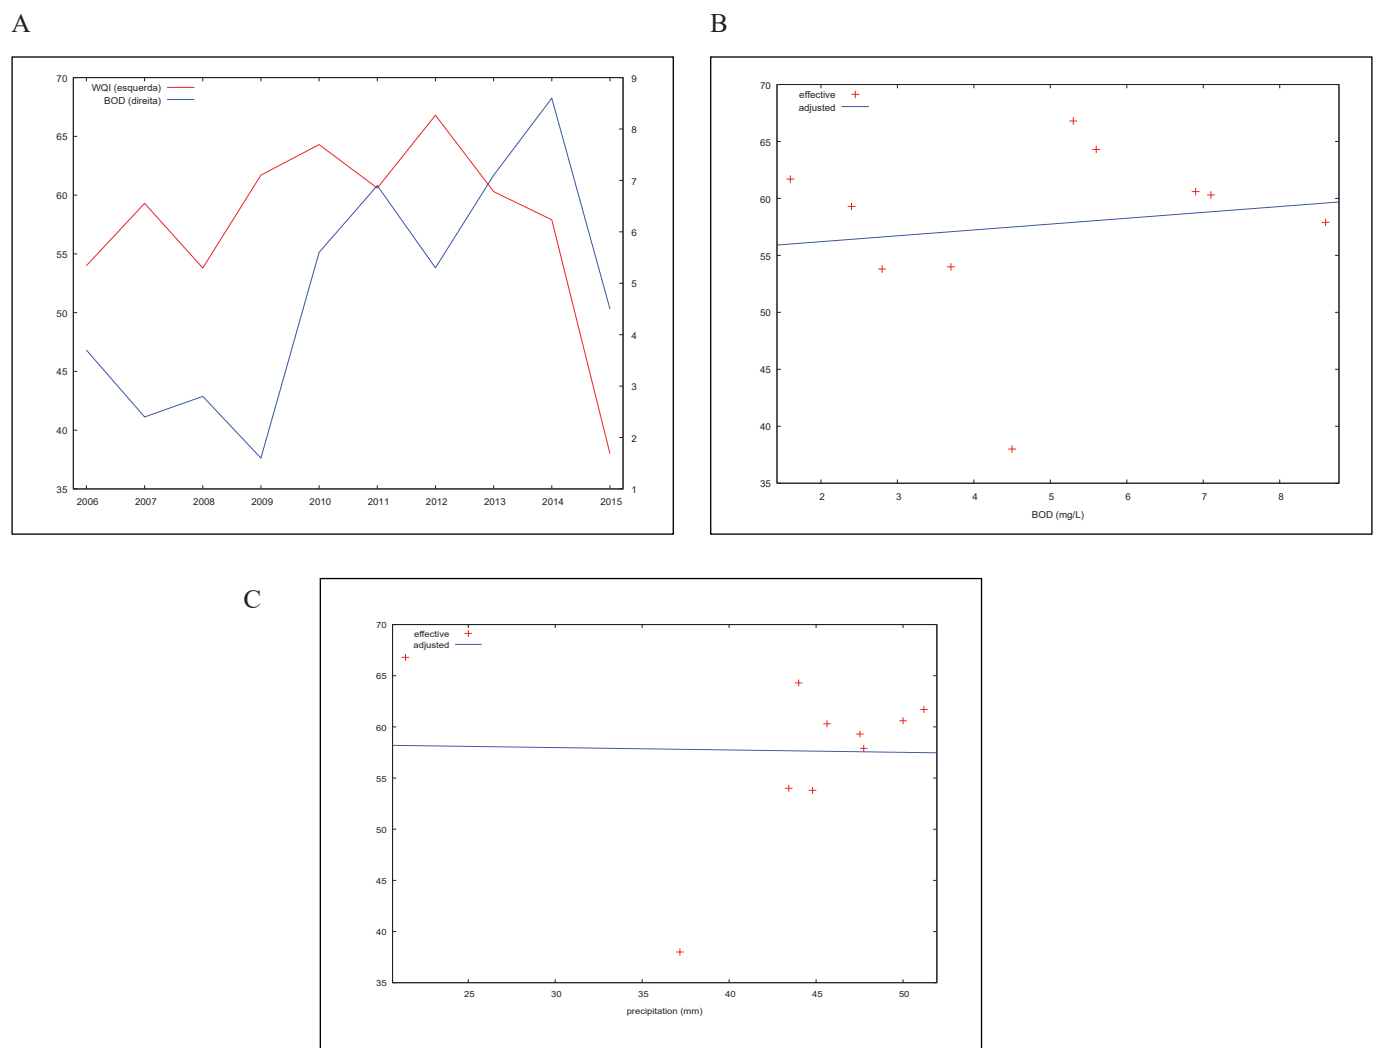 A
B
70
65
60
55
50
45
40
35
WQI (esquerda)
BOD (direita)
9
8
7
6
5
4
3
2
1
2006 2007 2008 2009 2010 2011 2012 2013 2014 2015
70
65
60
55
50
45
40
35
effective
adjusted
2 3 4 5 6 7 8
BOD (mg/L)
C
70
65
60
55
50
45
40
35
effective
adjusted
25 30 35 40 45 50
precipitation (mm)